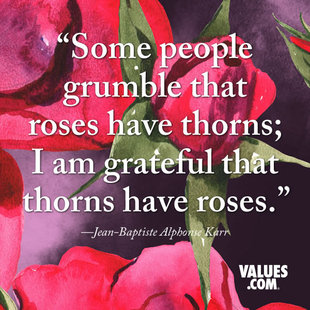 “Some people
grumble that
roses have thorns;
I am grateful that
thorns have roses.”
—Jean-Baptiste Alphonse Karr
VALUES
.COM®